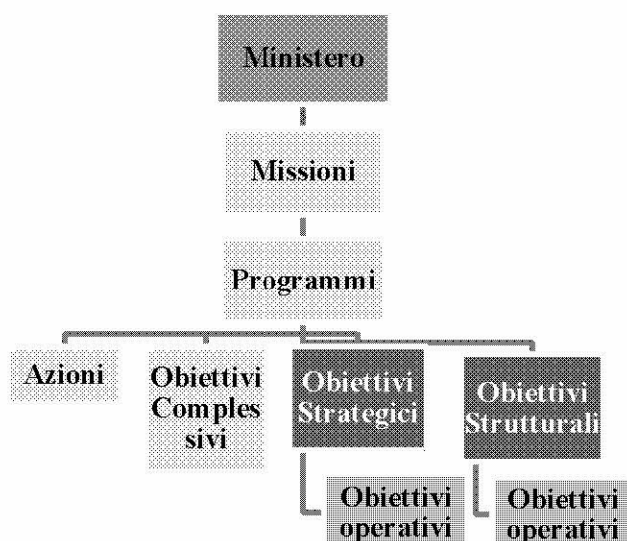 Ministero
Missioni
Programmi
Azioni
Obiettivi
Comples
sivi
Obiettivi
Strategici
Obiettivi
Strutturali
Obiettivi
operativi
Obiettivi
operativi